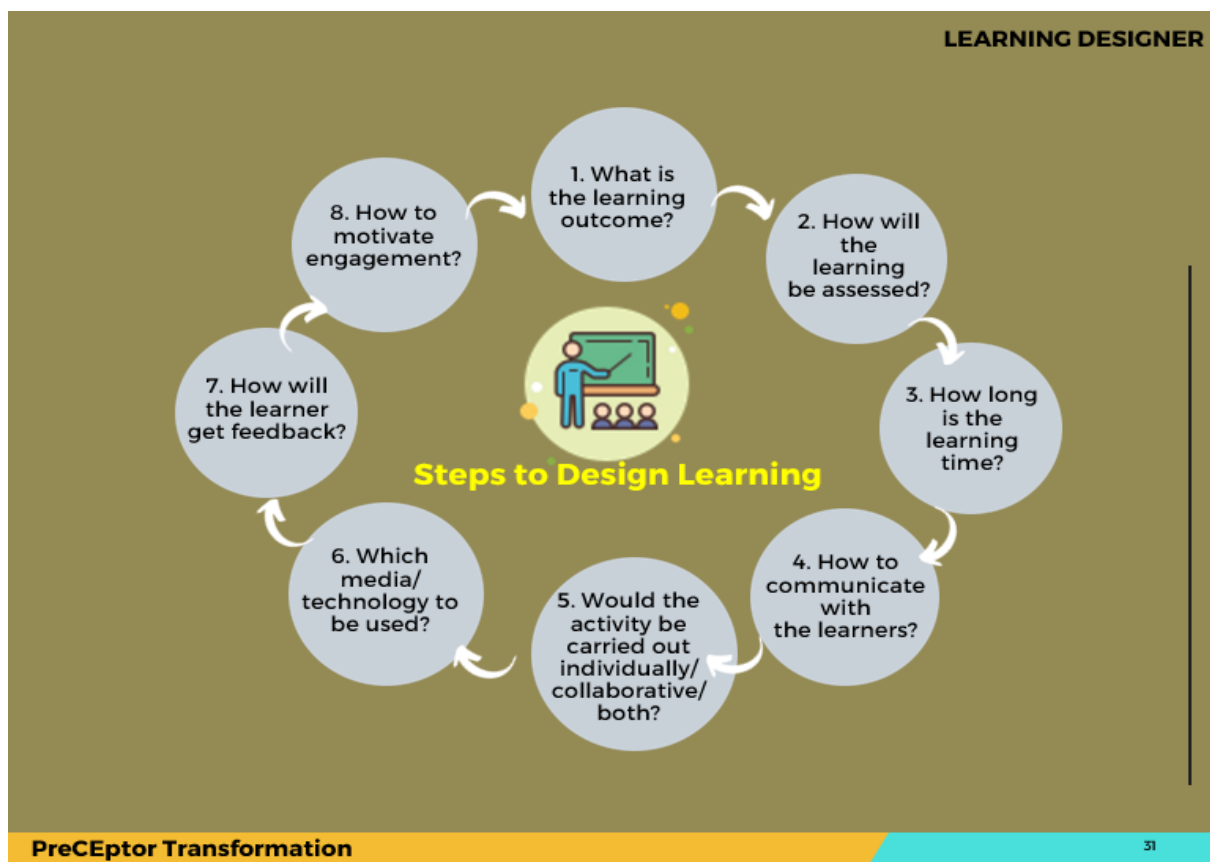 LEARNING DESIGNER
1. What is
the learning
outcome?
2. How will
the
learning
be assessed?
3. How long
is the
learning
time?
4. How to
communicate
with
the learners?
5. Would the
activity be
carried out
individually/
collaborative/
both?
6. Which
media/
technology to
be used?
7. How will
the learner
get feedback?
8. How to
motivate
engagement?
Steps to Design Learning
PreCEptor Transformation
31